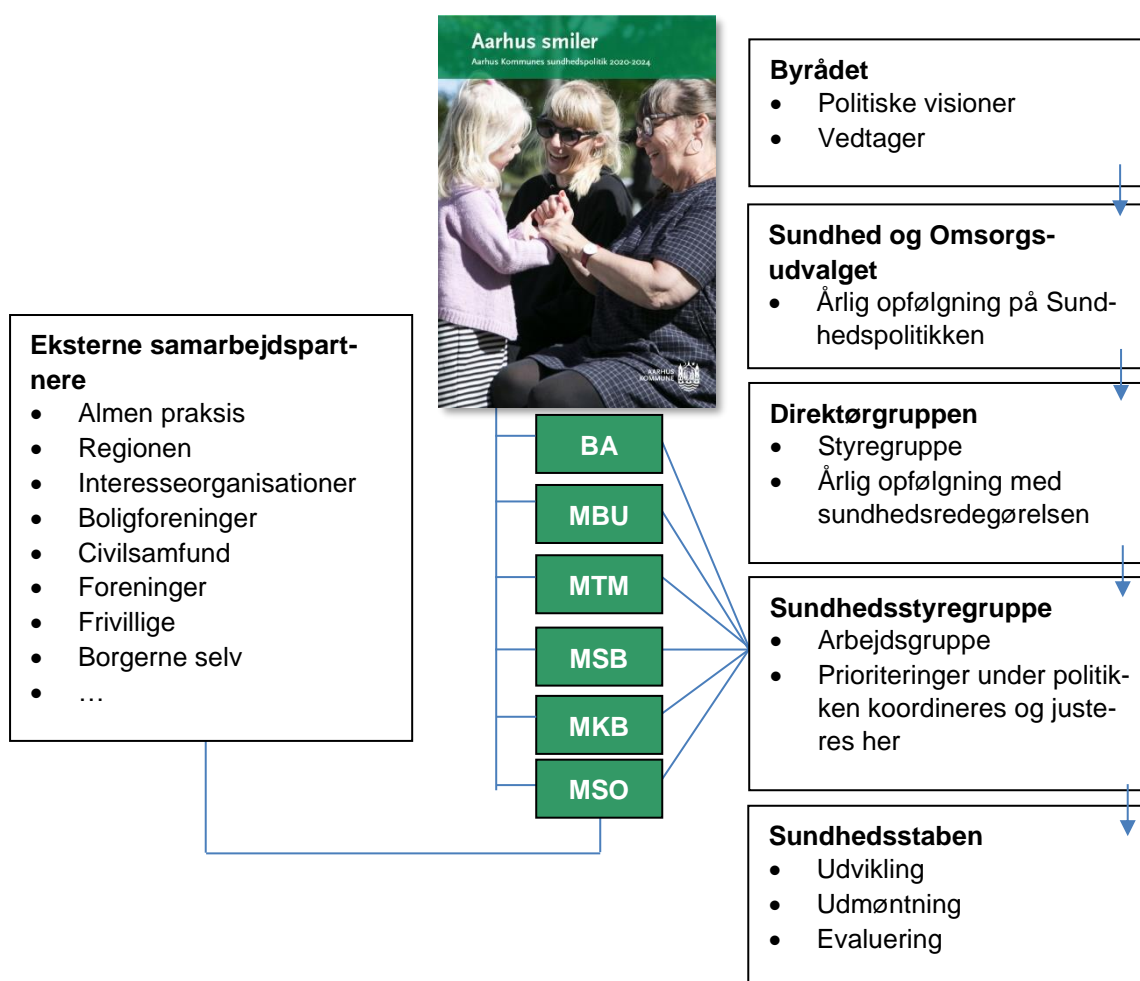 Aarhus smiler
Aarhus Kommunes sundhedspolitik 2020-2024
AARHUS
KOMMUNE
Eksterne samarbejdspart-
nere
• Almen praksis
• Regionen
• Interesseorganisationer
• Boligforeninger
• Civilsamfund
• Foreninger
• Frivillige
• Borgerne selv
• …
BA
MBU
MTM
MSB
MKB
MSO
Byrådet
• Politiske visioner
• Vedtager
Sundhed og Omsorgs-
udvalget
• Årlig opfølgning på Sund-
hedspolitikken
Direktørgruppen
• Styregruppe
• Årlig opfølgning med
sundhedsredegørelsen
Sundhedsstyregruppe
• Arbejdsgruppe
• Prioriteringer under politik-
ken koordineres og juste-
res her
Sundhedsstaben
• Udvikling
• Udmøntning
• Evaluering